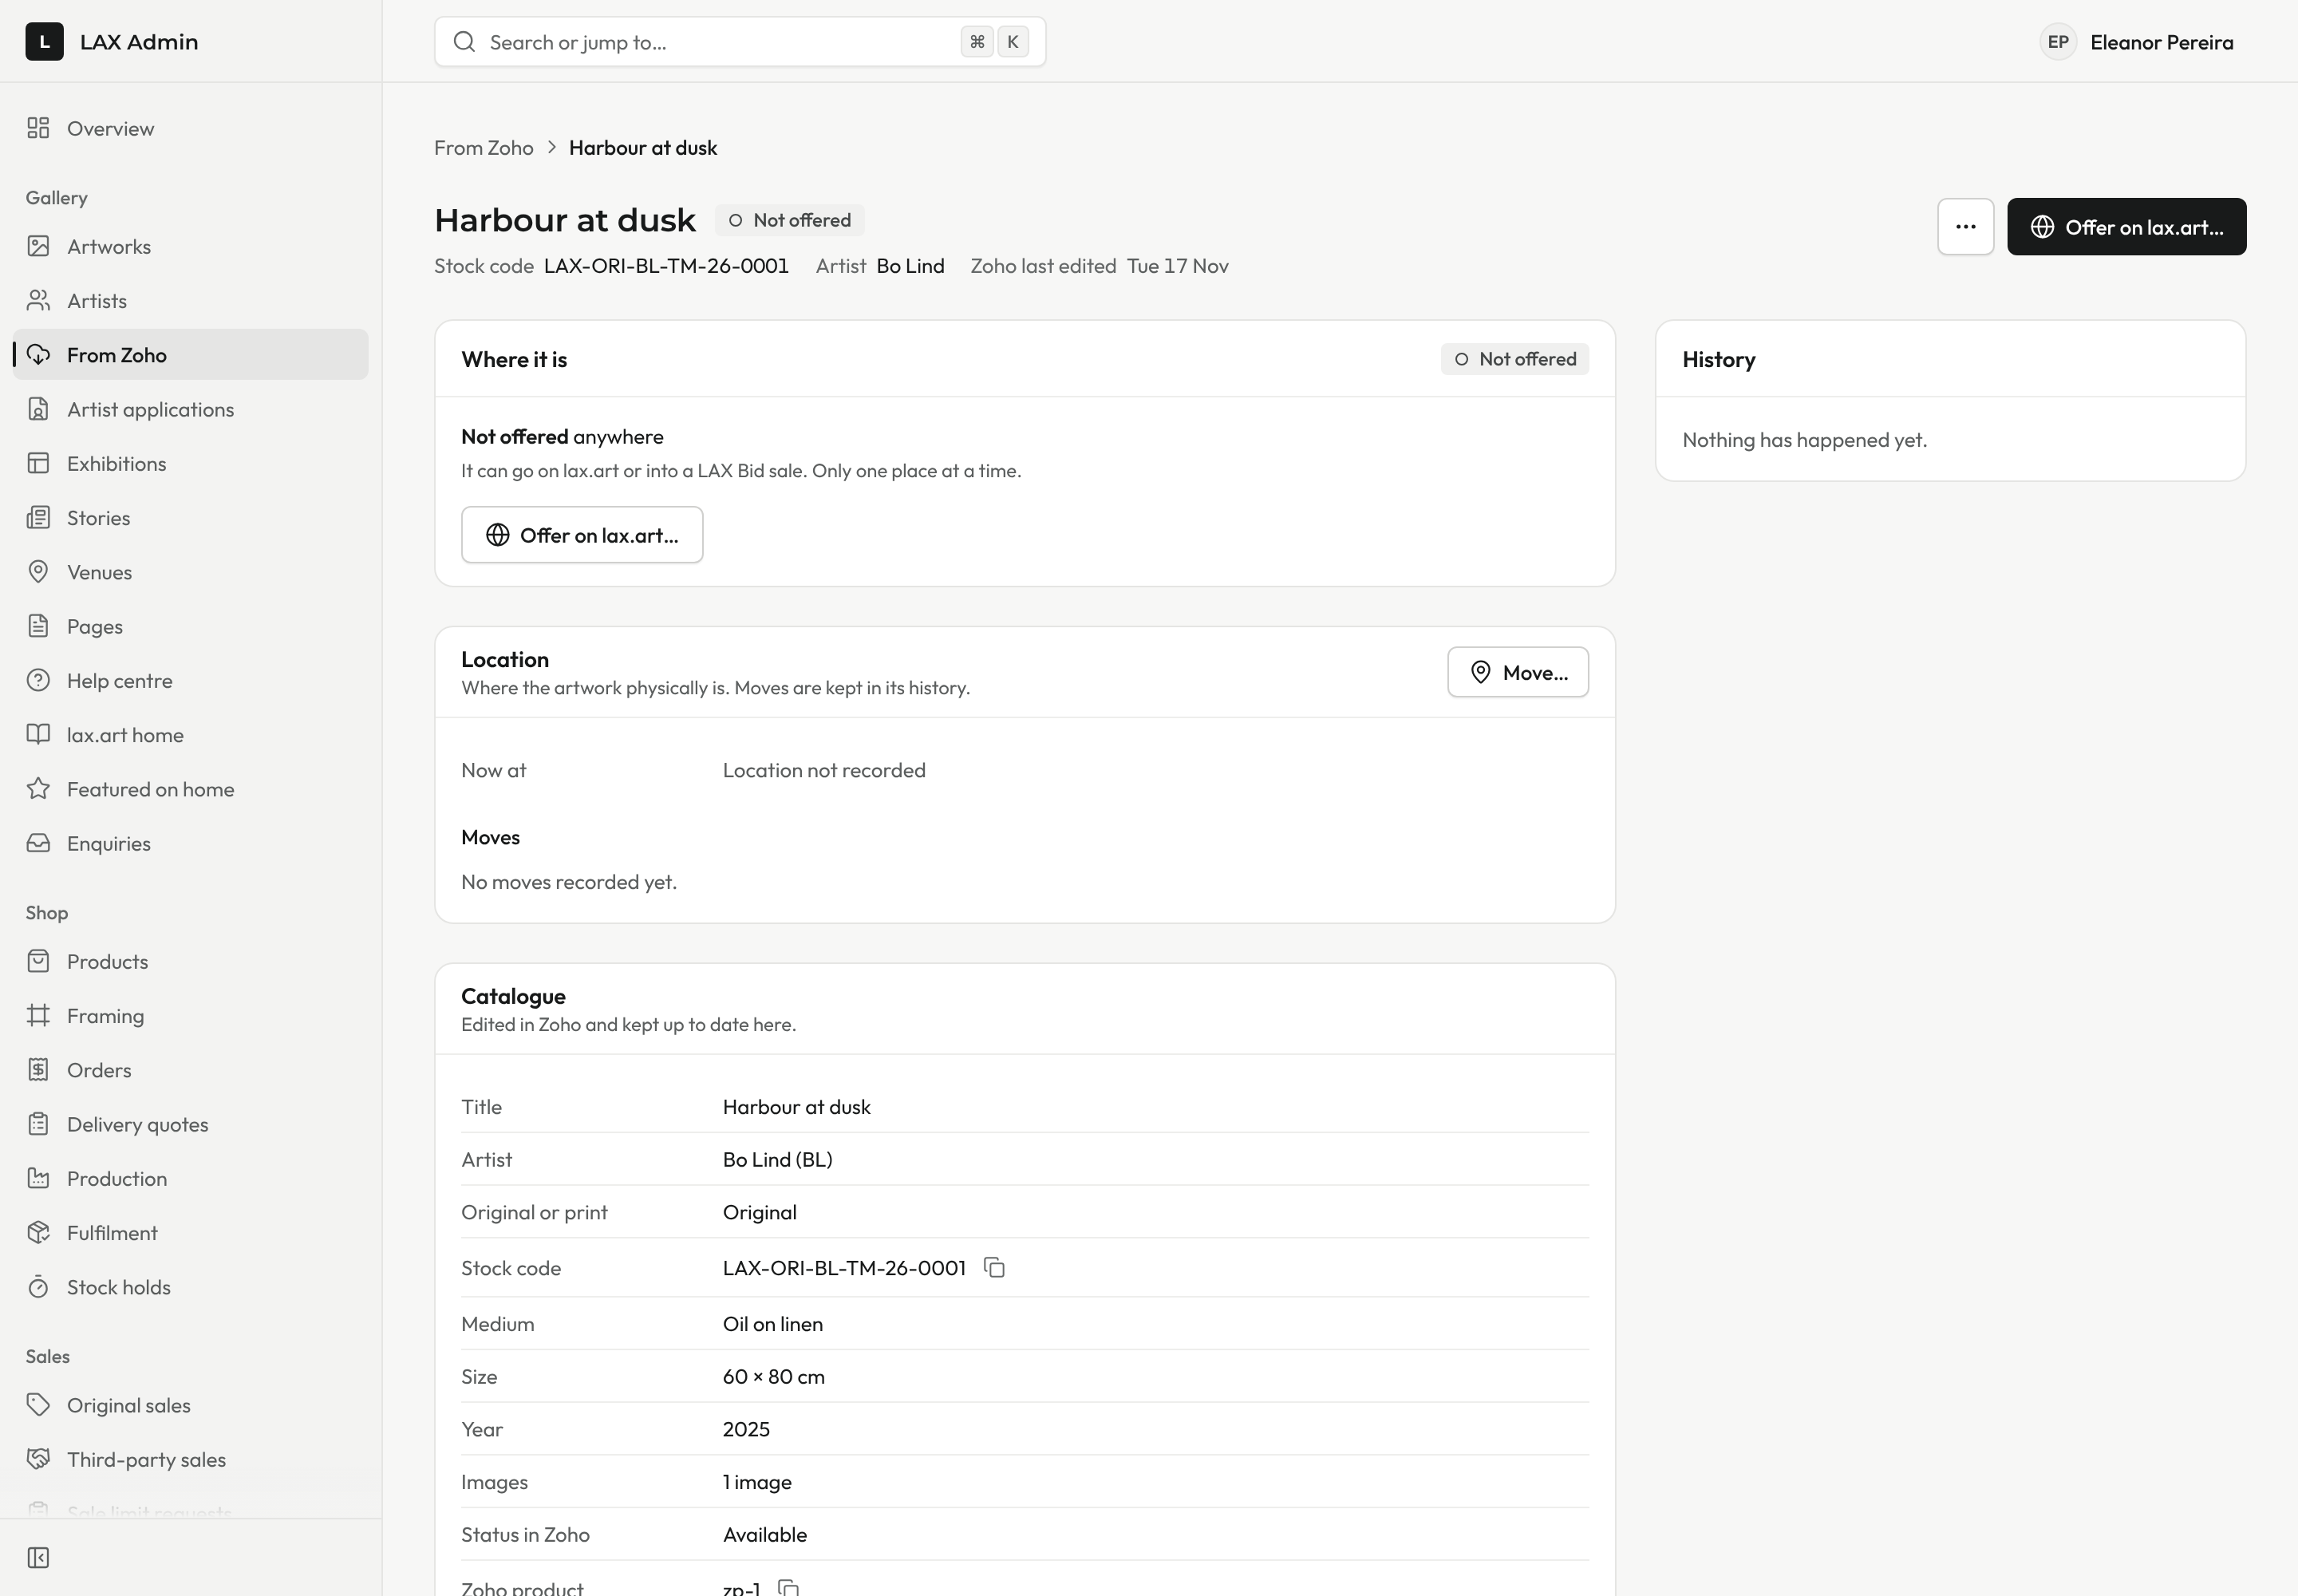 L LAX Admin
Search or jump to...
⌘ K
EP Eleanor Pereira
Overview
Gallery
Artworks
Artists
From Zoho
Artist applications
Exhibitions
Stories
Venues
Pages
Help centre
lax.art home
Featured on home
Enquiries
Shop
Products
Framing
Orders
Delivery quotes
Production
Fulfilment
Stock holds
Sales
Original sales
Third-party sales
Sale limit requests
From Zoho > Harbour at dusk
Harbour at dusk Not offered
Stock code LAX-ORI-BL-TM-26-0001 Artist Bo Lind Zoho last edited Tue 17 Nov
... Offer on lax.art...
Where it is Not offered
Not offered anywhere
It can go on lax.art or into a LAX Bid sale. Only one place at a time.
Offer on lax.art...
Location
Where the artwork physically is. Moves are kept in its history.
Move...
Now at Location not recorded
Moves
No moves recorded yet.
Catalogue
Edited in Zoho and kept up to date here.
Title Harbour at dusk
Artist Bo Lind (BL)
Original or print Original
Stock code LAX-ORI-BL-TM-26-0001
Medium Oil on linen
Size 60 × 80 cm
Year 2025
Images 1 image
Status in Zoho Available
Zoho product zp-1
History
Nothing has happened yet.